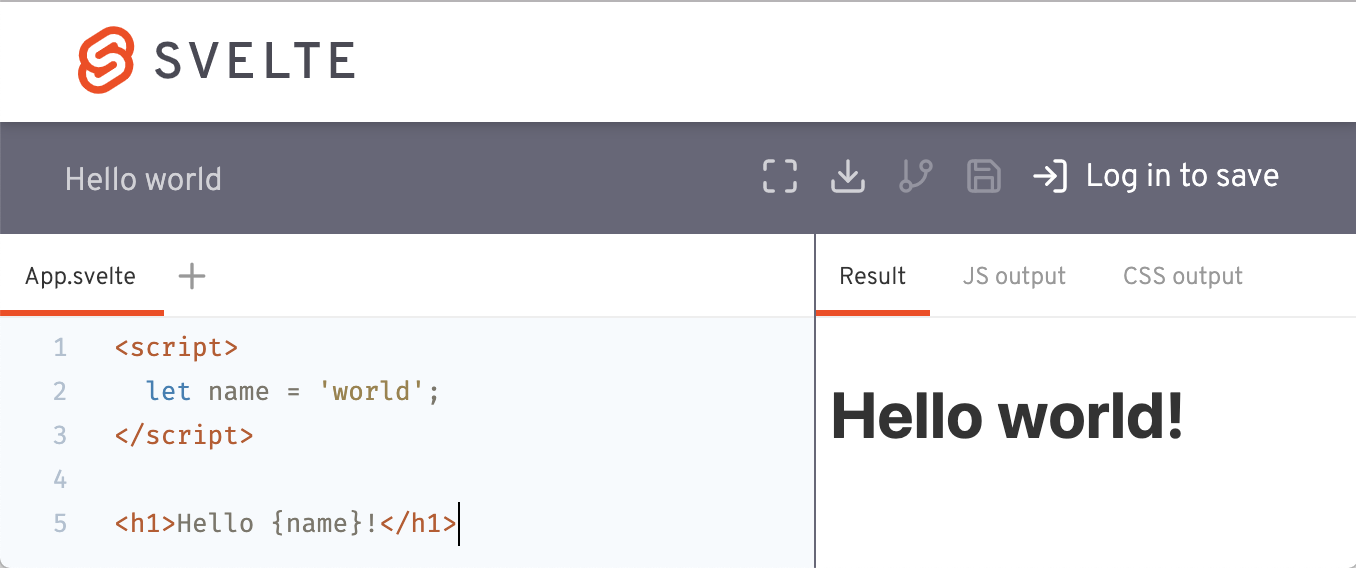 SVELTE
Hello world
Log in to save
App.svelte
Result JS output CSS output
1 <script>
2 let name = 'world';
3 </script>
4
5 <h1>Hello {name}!</h1>
Hello world!